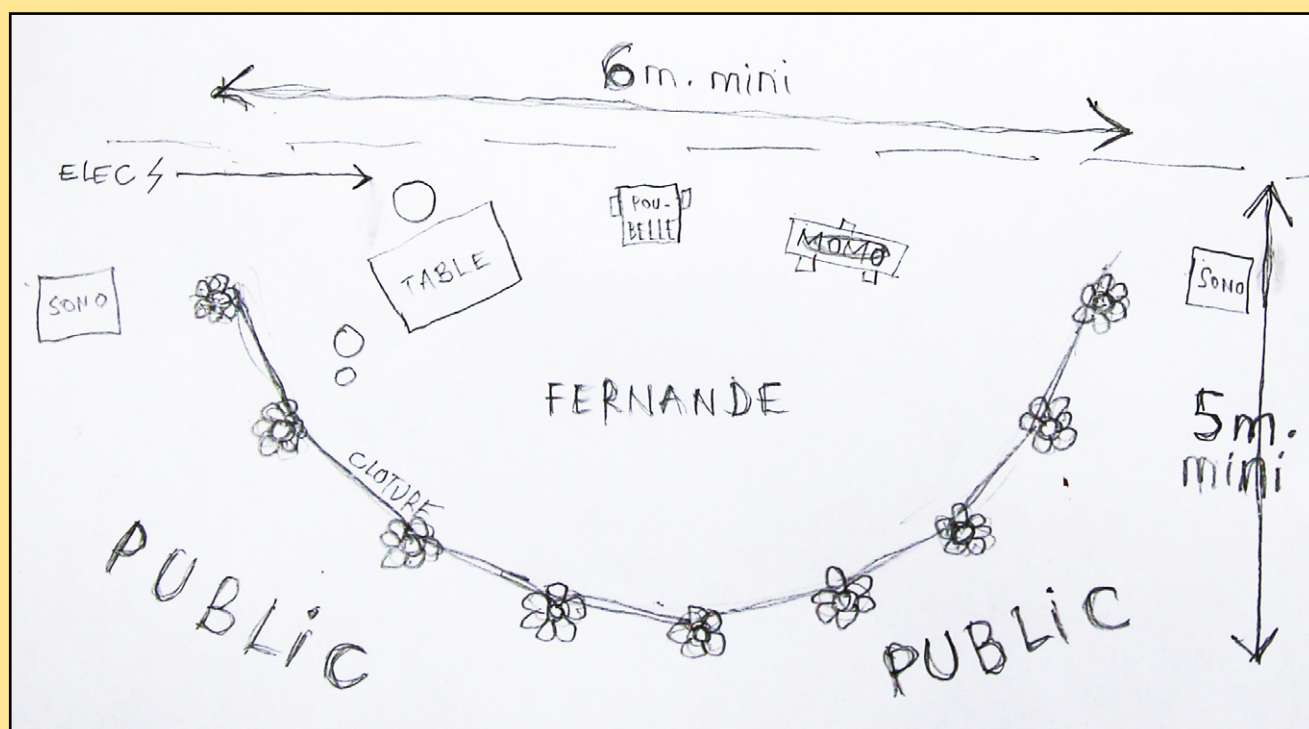 6m. mini
ELEC
POU-
BELLE
MOMO
TABLE
SONO
SONO
FERNANDE
5m.
mini
CLOTURE
PUBLIC
PUBLIC